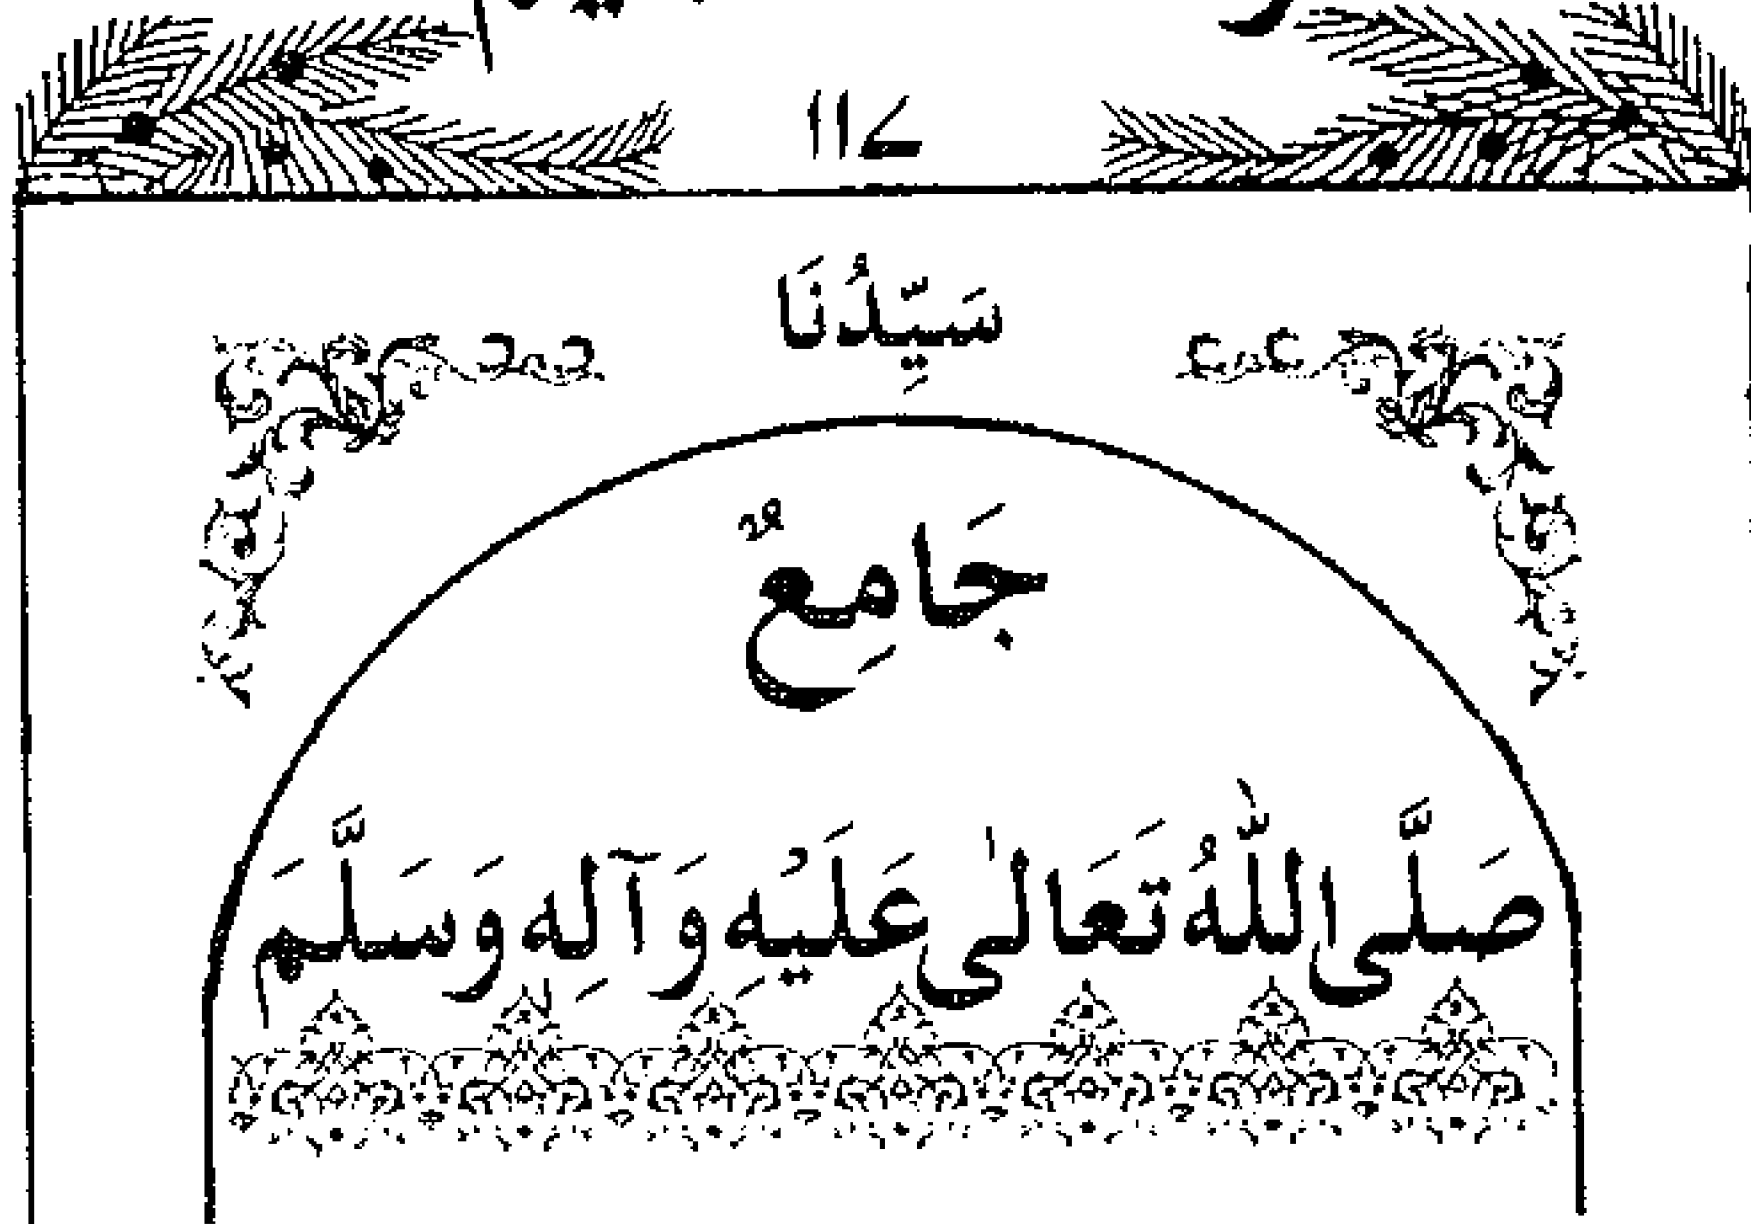 ۱۱۷
سَيِّدُنَا
جَامِعٌ
صَلَّى اللّٰهُ تَعَالٰى عَلَيْهِ وَآلِهِ وَسَلَّمَ